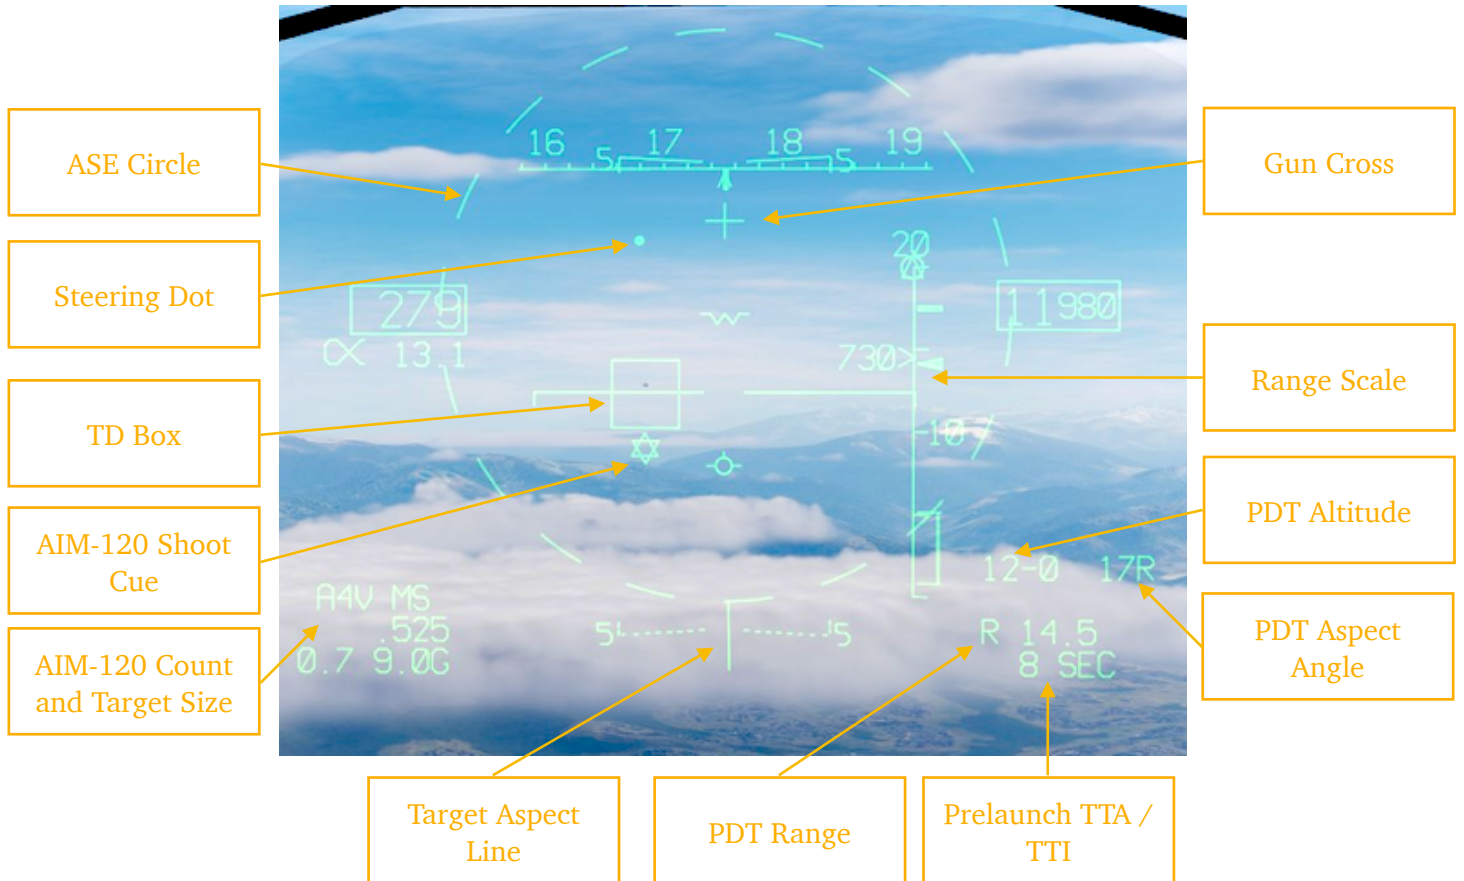 ASE Circle
Steering Dot
TD Box
AIM-120 Shoot
Cue
AIM-120 Count
and Target Size
16 17 18 19
5 5
20
279
α 13.1
11980
730>
10
12-0 17R
A4V MS
.525
0.7 9.0G
5 5
R 14.5
8 SEC
Gun Cross
Range Scale
PDT Altitude
PDT Aspect
Angle
Target Aspect
Line
PDT Range
Prelaunch TTA /
TTI